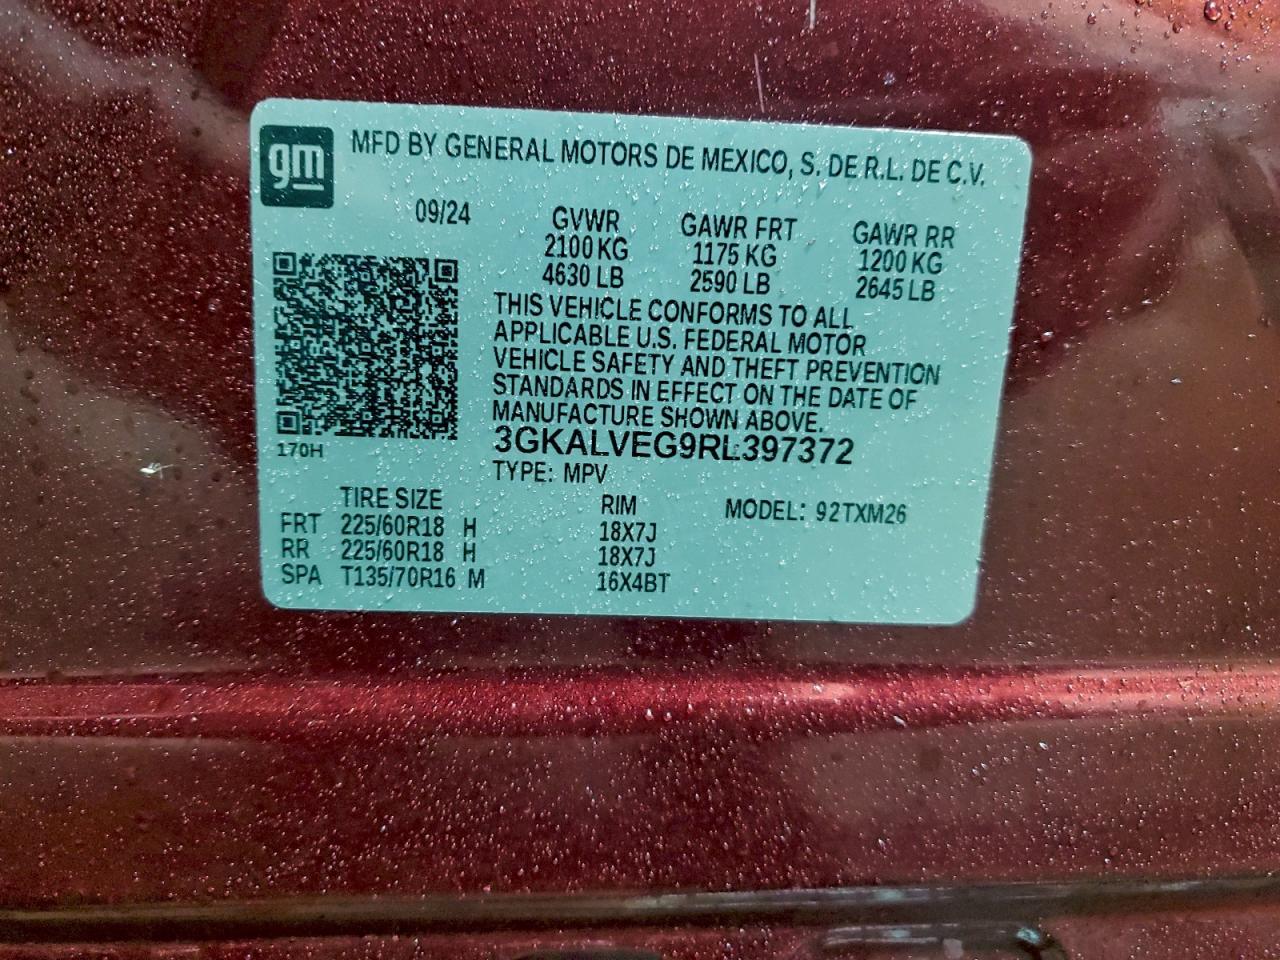 gm
MFD BY GENERAL MOTORS DE MEXICO, S. DE R.L. DE C.V.
09/24 GVWR GAWR FRT GAWR RR
2100 KG 1175 KG 1200 KG
4630 LB 2590 LB 2645 LB
THIS VEHICLE CONFORMS TO ALL
APPLICABLE U.S. FEDERAL MOTOR
VEHICLE SAFETY AND THEFT PREVENTION
STANDARDS IN EFFECT ON THE DATE OF
MANUFACTURE SHOWN ABOVE.
170H
3GKALVEG9RL397372
TYPE: MPV
TIRE SIZE RIM MODEL: 92TXM26
FRT 225/60R18 H 18X7J
RR 225/60R18 H 18X7J
SPA T135/70R16 M 16X4BT